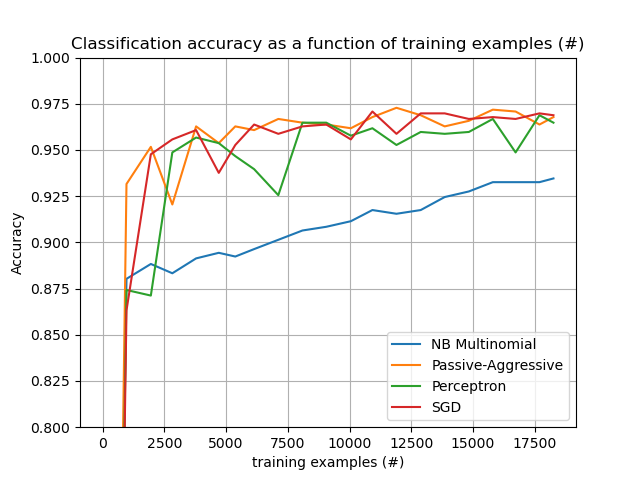 Classification accuracy as a function of training examples (#)
1.000
0.975
0.950
0.925
0.900
0.875
0.850
0.825
0.800
Accuracy
NB Multinomial
Passive-Aggressive
Perceptron
SGD
0 2500 5000 7500 10000 12500 15000 17500
training examples (#)